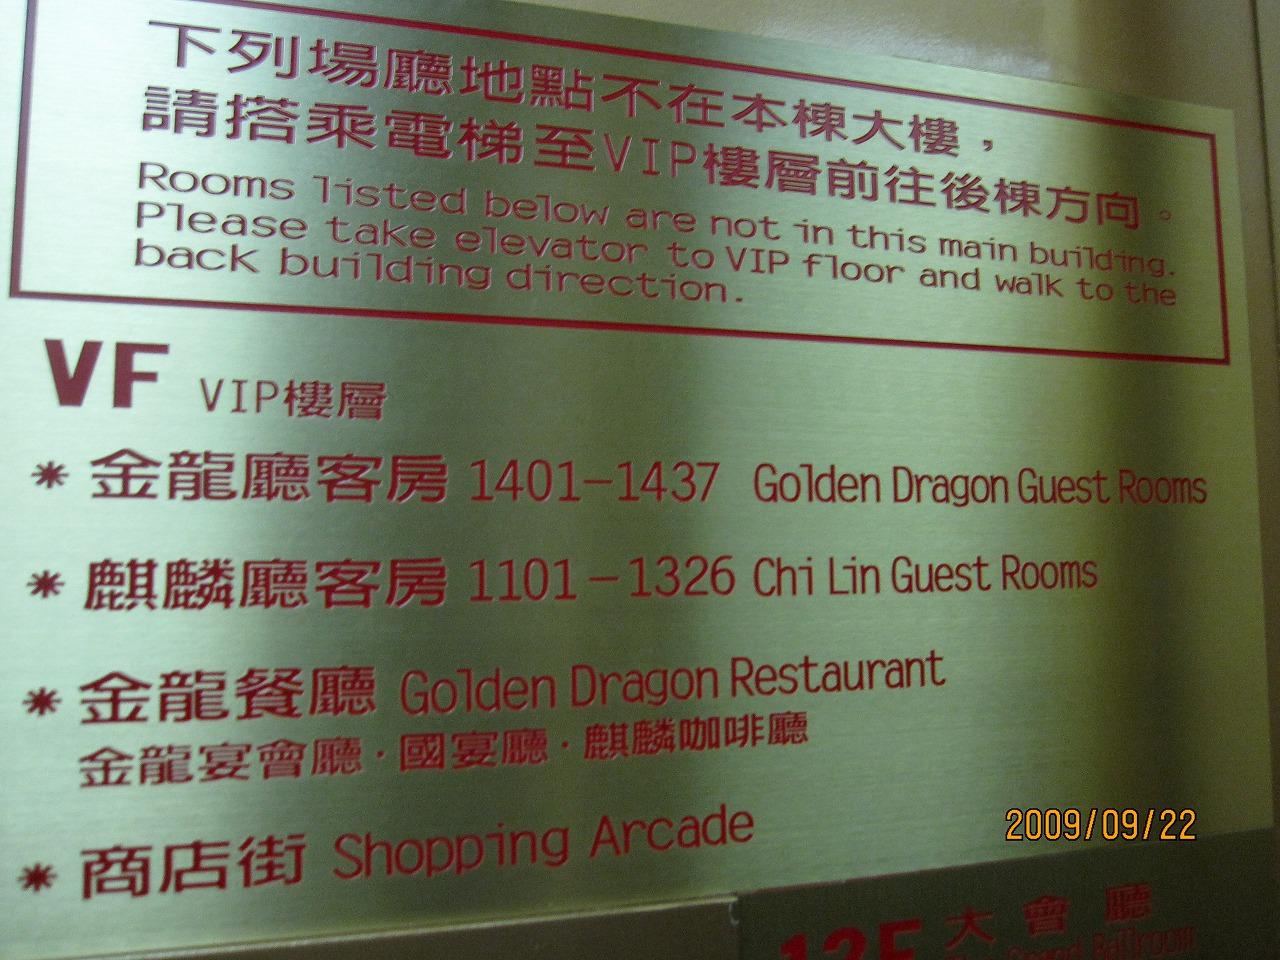 下列場廳地點不在本棟大樓，
請搭乘電梯至VIP樓層前往後棟方向。
Rooms listed below are not in this main building.
Please take elevator to VIP floor and walk to the
back building direction.
VF VIP樓層
* 金龍廳客房 1401-1437 Golden Dragon Guest Rooms
* 麒麟廳客房 1101-1326 Chi Lin Guest Rooms
* 金龍餐廳 Golden Dragon Restaurant
金龍宴會廳·國宴廳·麒麟咖啡廳
* 商店街 Shopping Arcade
2009/09/22
12F 大會廳
Grand Ballroom